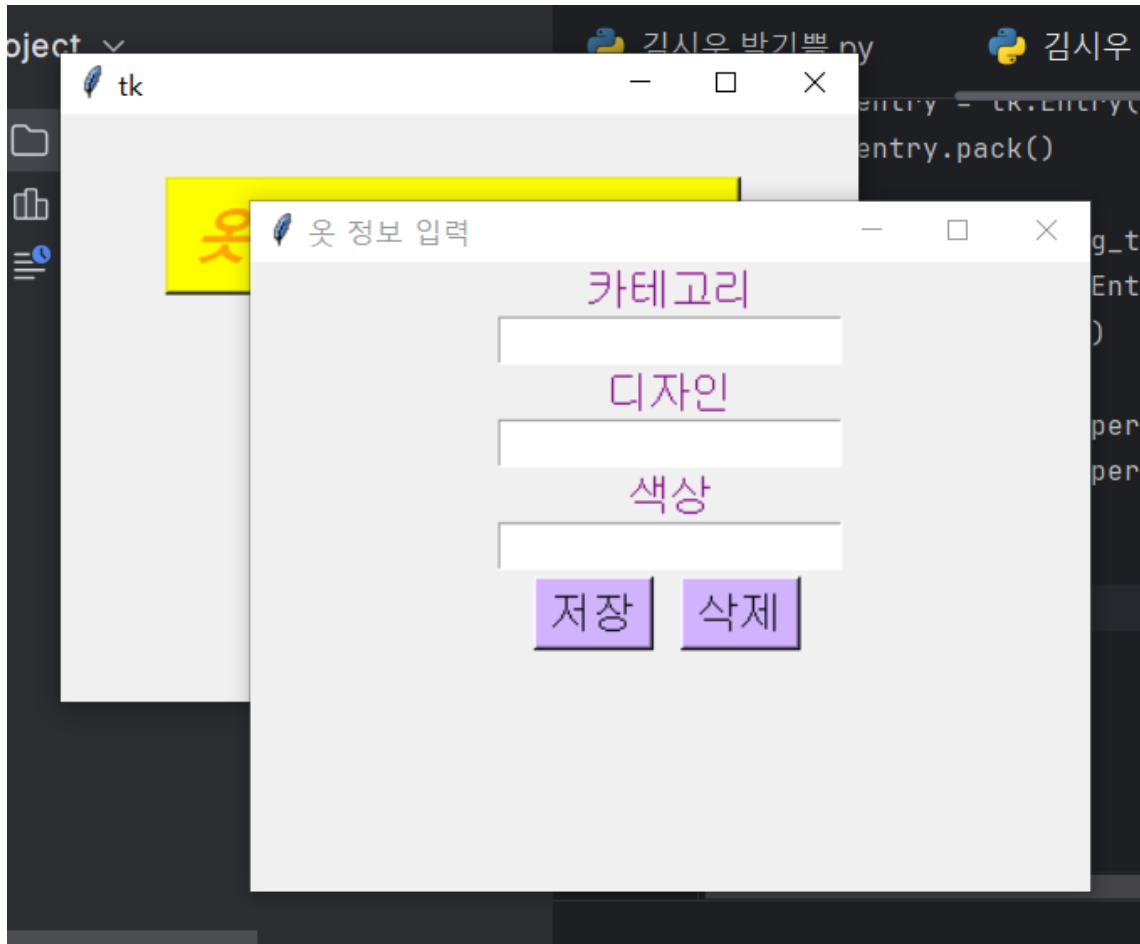 oject
김시우 박기쁨.py
김시우
tk
entry = tk.Entry(
entry.pack()
옷
옷 정보 입력
g_t
Ent
)
per
per
카테고리
디자인
색상
저장 삭제